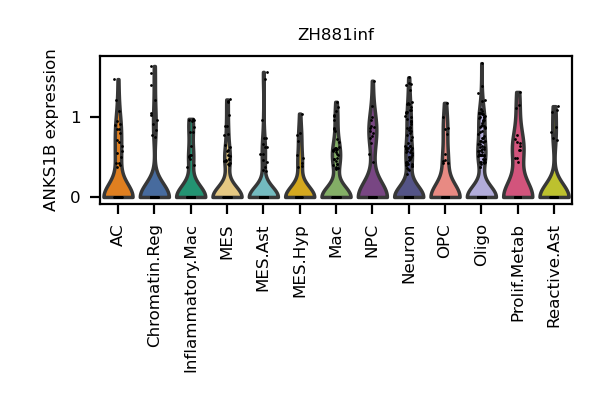 ZH881inf
ANKS1B expression
1
0
AC
Chromatin.Reg
Inflammatory.Mac
MES
MES.Ast
MES.Hyp
Mac
NPC
Neuron
OPC
Oligo
Prolif.Metab
Reactive.Ast